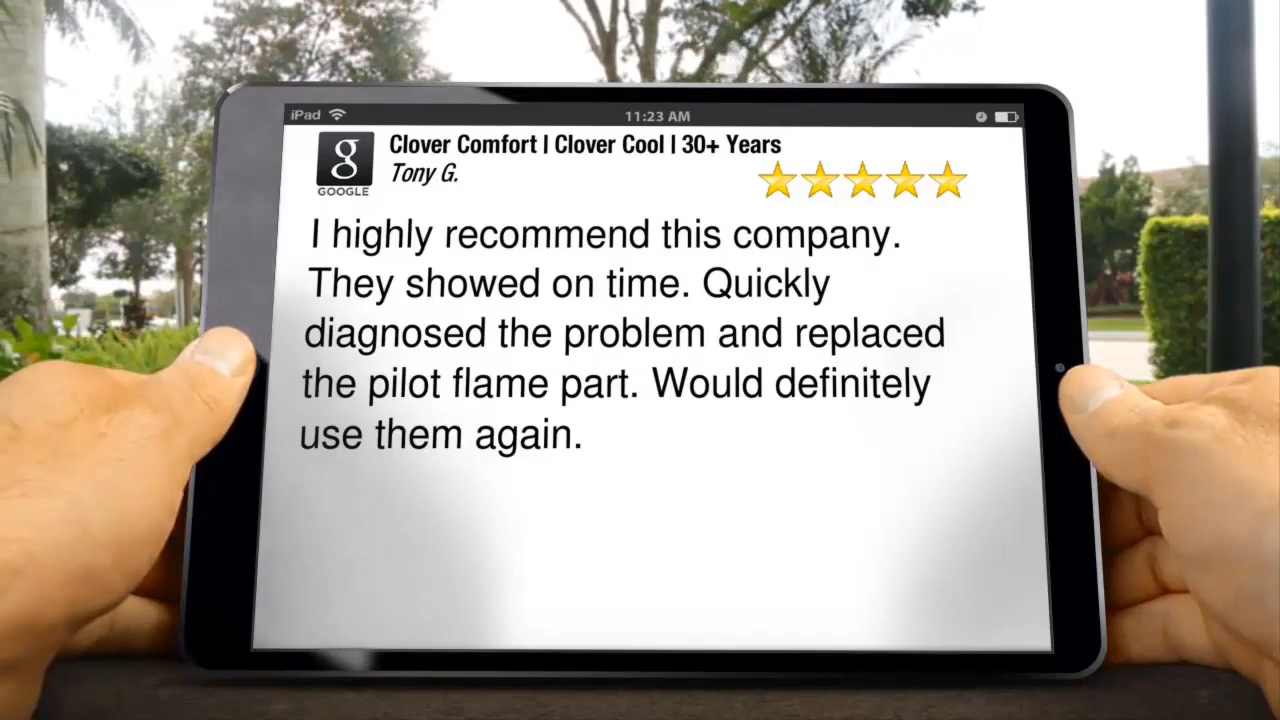 iPad 11:23 AM
g
GOOGLE
Clover Comfort | Clover Cool | 30+ Years
Tony G.
I highly recommend this company.
They showed on time. Quickly
diagnosed the problem and replaced
the pilot flame part. Would definitely
use them again.